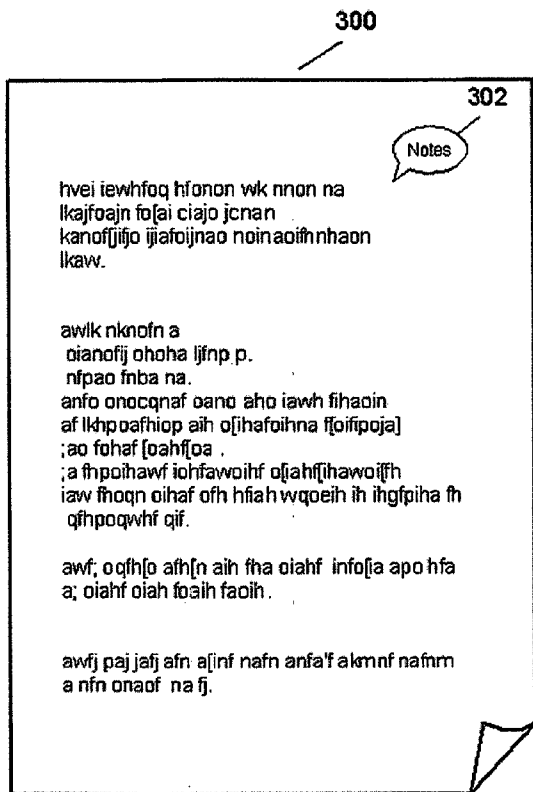 300
302
Notes
hvei iewhfoq hfonon wk nnon na
lkajfoajn fo[ai ciajo jcnan
kanof[jifjo ijiafoijnao noinaoifhnhaon
lkaw.
awlk nknofn a
oianofij ohoha ljfnp p.
nfpao fnba na.
anfo onocqnaf oano aho iawh fihaoin
af lkhpoafhiop aih o[ihafoihna f[oifipoja]
;ao fohaf [oahf[oa .
;a fhpoihawf iohfawoihf o[iahf[ihawoi[fh
iaw fhoqn oihaf ofh hfiah wqoeih ih ihgfpiha fh
qfhpoqwhf qif.
awf; oqfh[o afh[n aih fha oiahf info[ia apo hfa
a; oiahf oiah foaih faoih.
awfj paj jafj afn a[inf nafn anfa'f akmnf nafnm
a nfn onaof na fj.